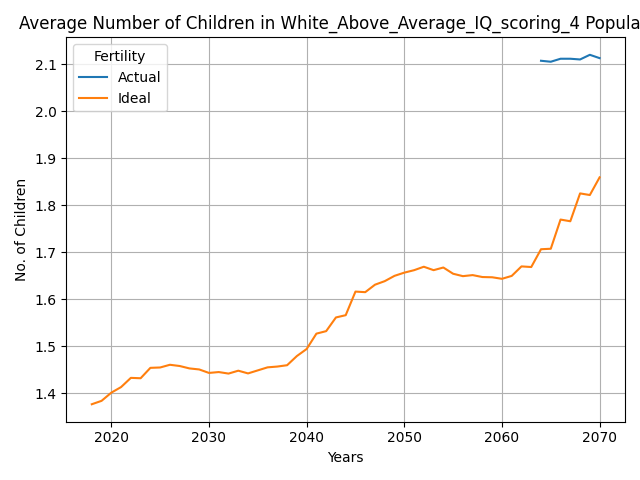 Average Number of Children in White_Above_Average_IQ_scoring_4 Popula
Fertility
Actual
Ideal
No. of Children
2.1
2.0
1.9
1.8
1.7
1.6
1.5
1.4
2020 2030 2040 2050 2060 2070
Years